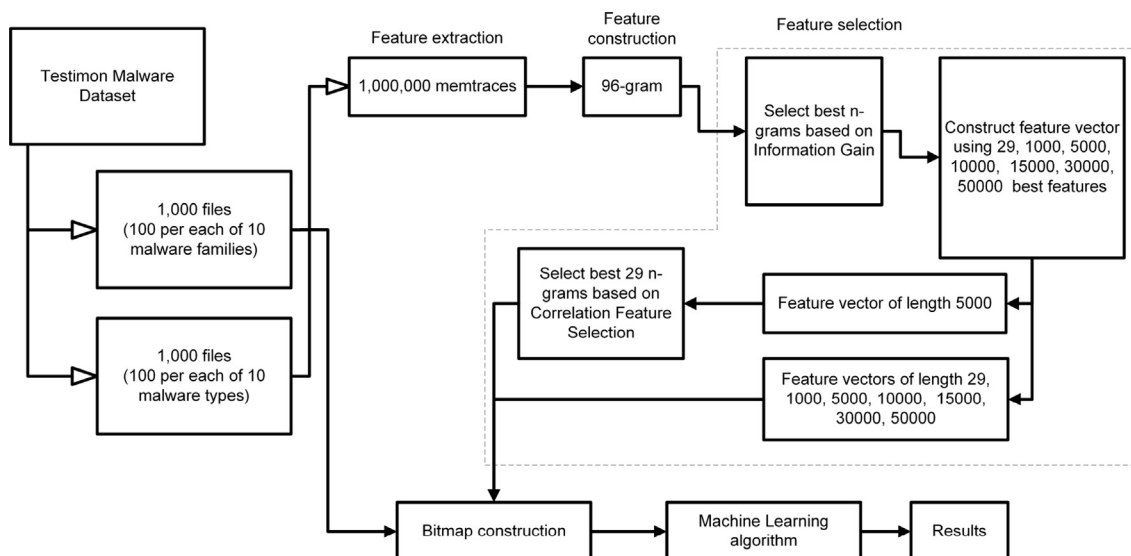 Feature extraction
Feature
construction
Feature selection
Testimon Malware
Dataset
1,000,000 memtraces
96-gram
Select best n-
grams based on
Information Gain
Construct feature vector
using 29, 1000, 5000,
10000, 15000, 30000,
50000 best features
1,000 files
(100 per each of 10
malware families)
Select best 29 n-
grams based on
Correlation Feature
Selection
Feature vector of length 5000
1,000 files
(100 per each of 10
malware types)
Feature vectors of length 29,
1000, 5000, 10000, 15000,
30000, 50000
Bitmap construction
Machine Learning
algorithm
Results